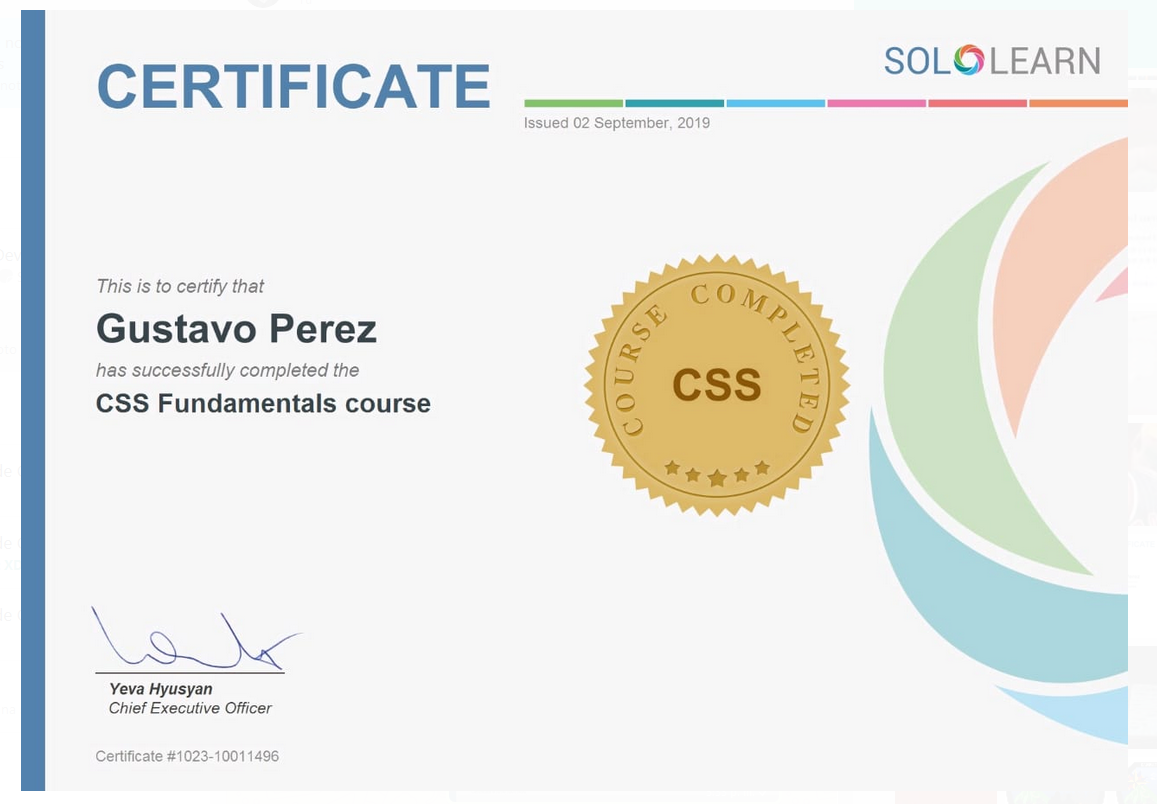 CERTIFICATE
SOLOLEARN
Issued 02 September, 2019
This is to certify that
Gustavo Perez
has successfully completed the
CSS Fundamentals course
COURSE COMPLETED
CSS
Yeva Hyusyan
Chief Executive Officer
Certificate #1023-10011496